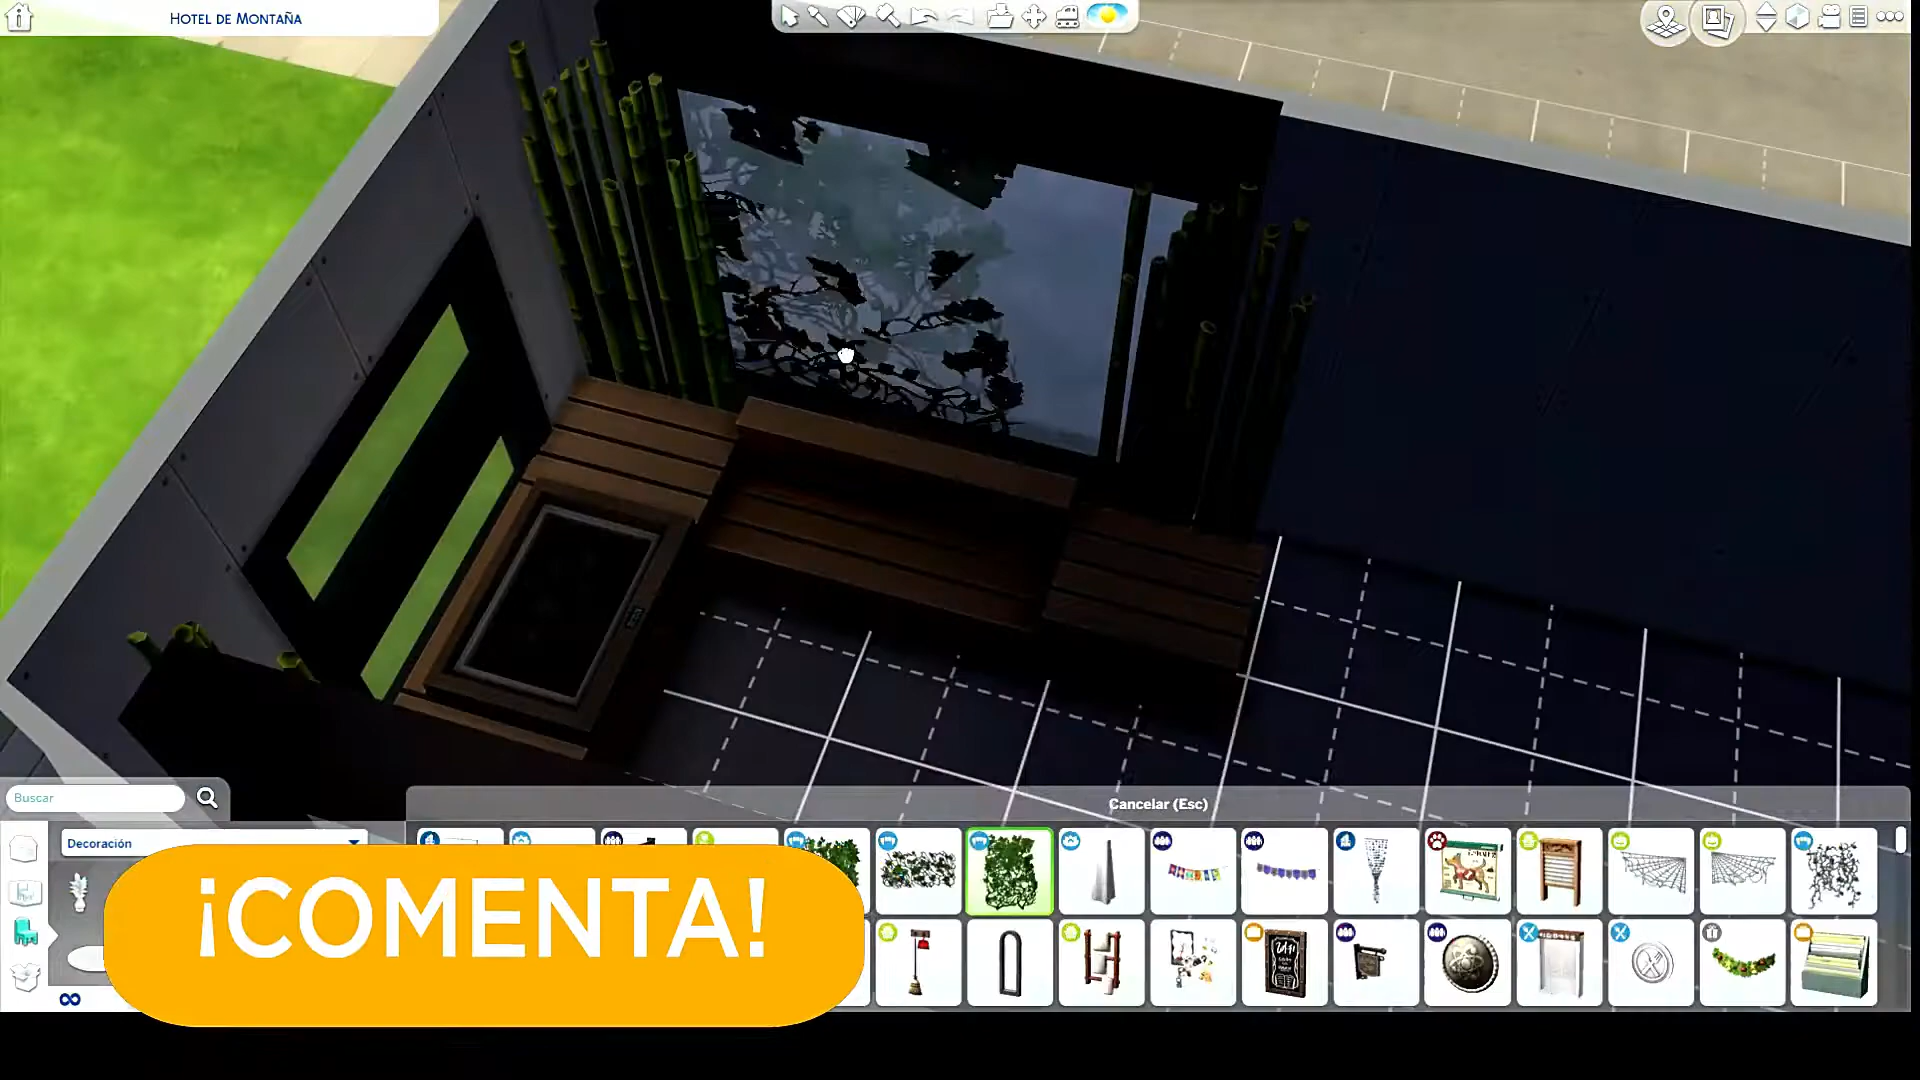 HOTEL DE MONTAÑA
Cancelar (Esc)
Buscar
Decoración
¡COMENTA!